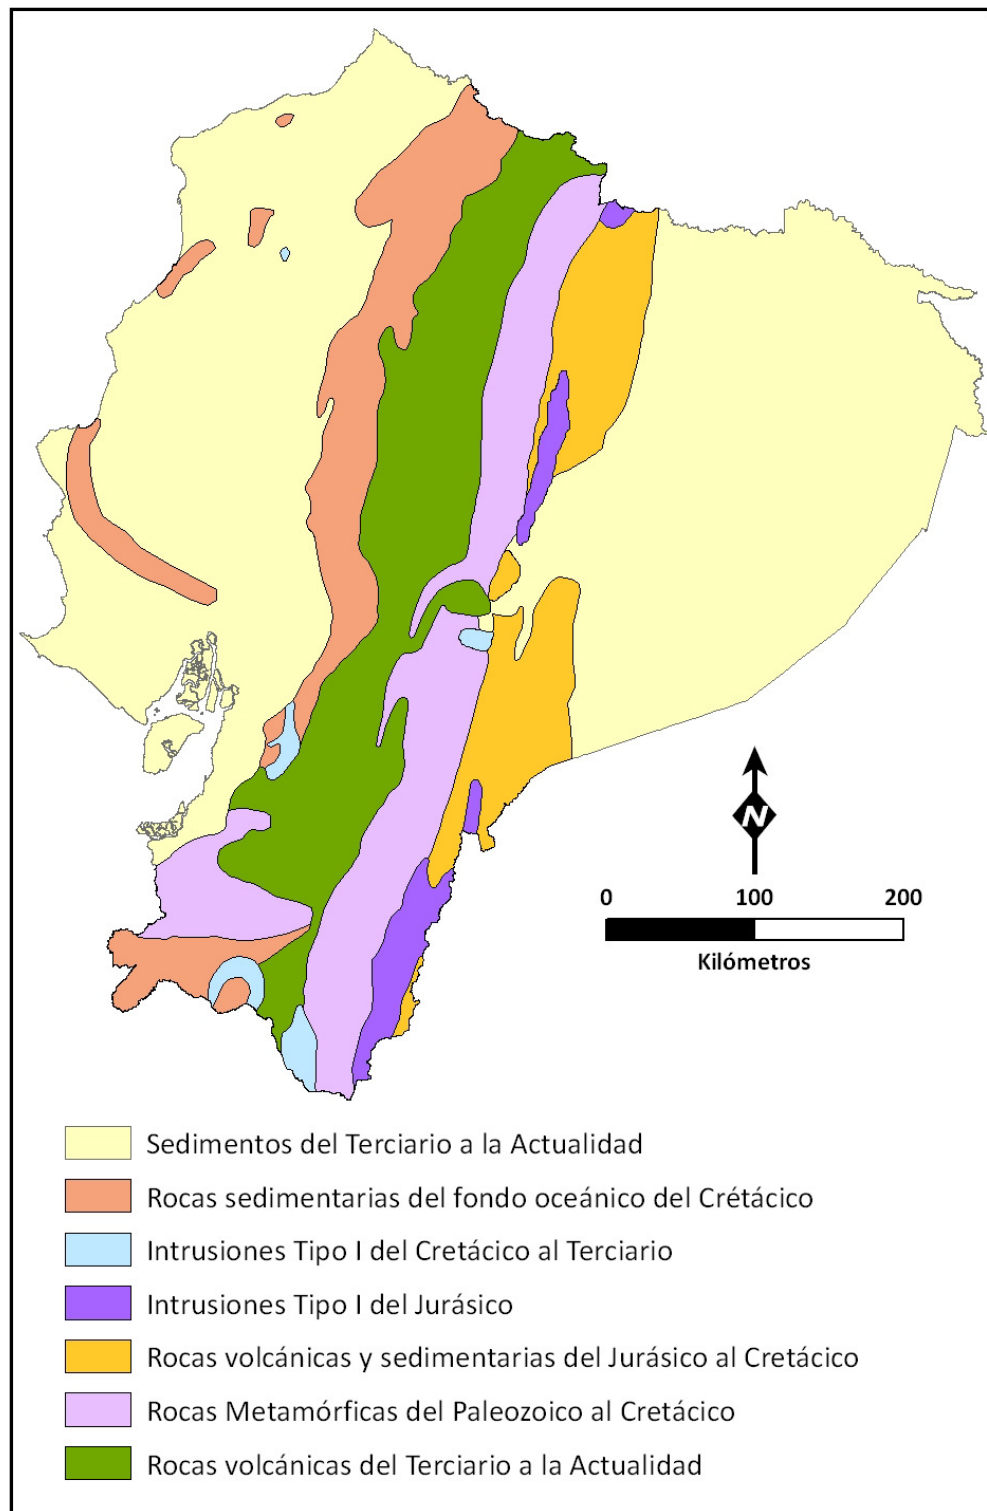 N
0 100 200
Kilómetros
Sedimentos del Terciario a la Actualidad
Rocas sedimentarias del fondo oceánico del Crétácico
Intrusiones Tipo I del Cretácico al Terciario
Intrusiones Tipo I del Jurásico
Rocas volcánicas y sedimentarias del Jurásico al Cretácico
Rocas Metamórficas del Paleozoico al Cretácico
Rocas volcánicas del Terciario a la Actualidad